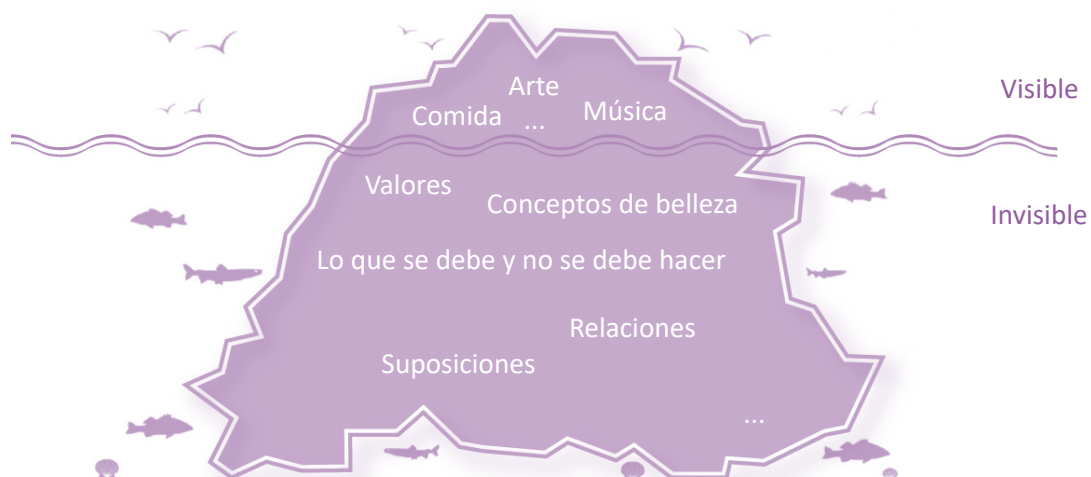 Arte
Visible
Comida
...
Música
Valores
Conceptos de belleza
Invisible
Lo que se debe y no se debe hacer
Relaciones
Suposiciones
...